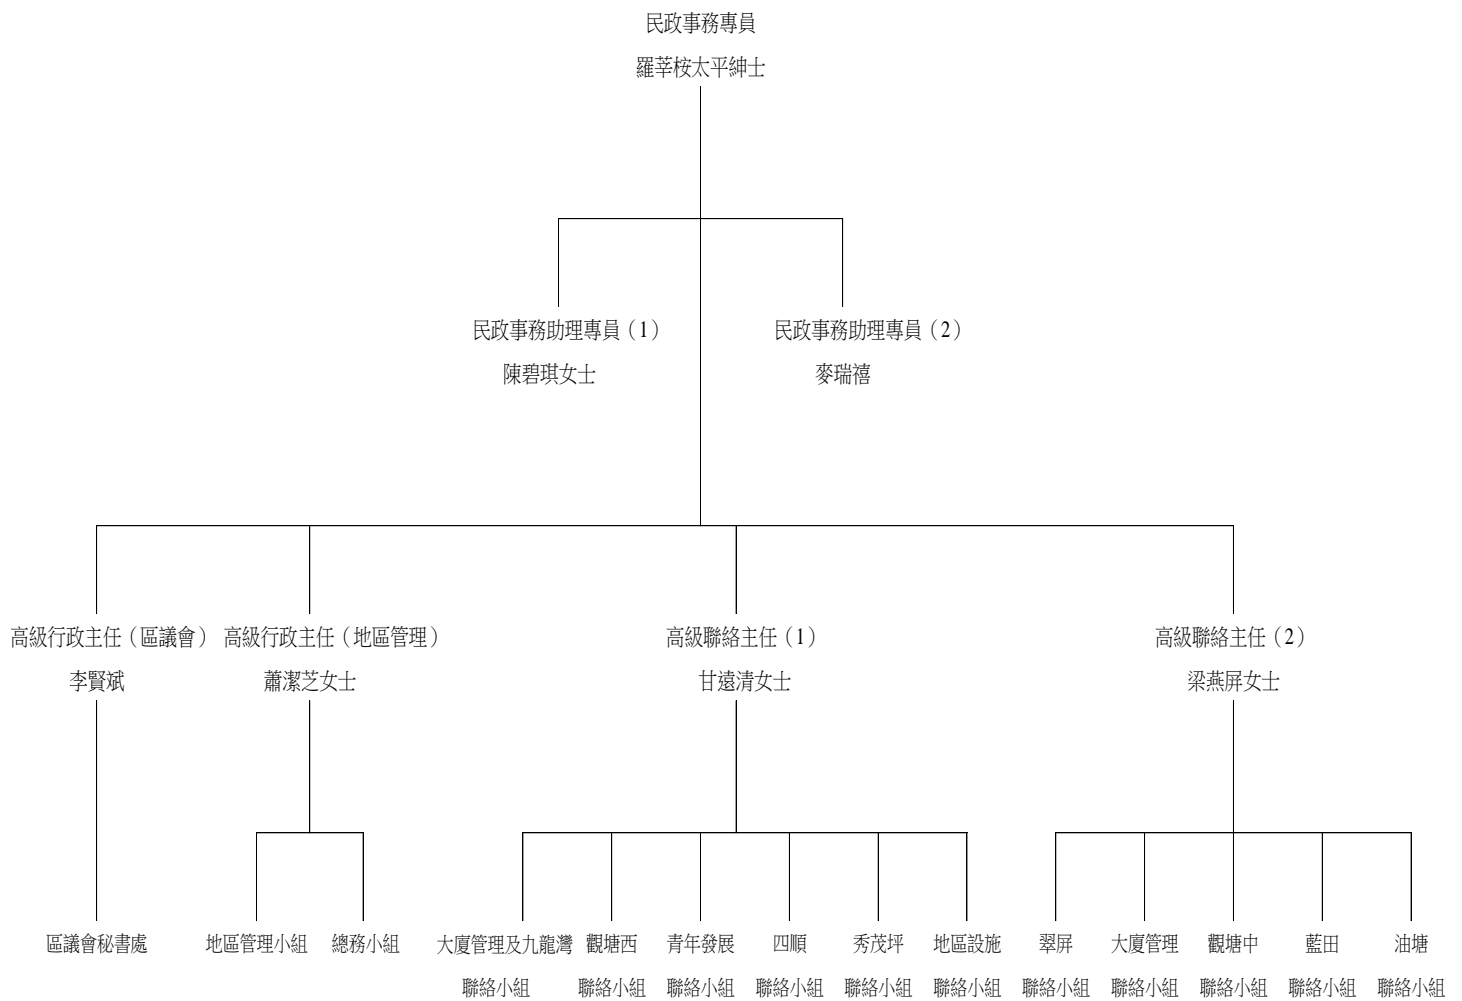 民政事務專員
羅莘桉太平紳士
民政事務助理專員（1）
陳碧琪女士
民政事務助理專員（2）
麥瑞禧
高級行政主任（區議會）
李賢斌
高級行政主任（地區管理）
蕭潔芝女士
高級聯絡主任（1）
甘遠清女士
高級聯絡主任（2）
梁燕屏女士
區議會秘書處
地區管理小組
總務小組
大廈管理及九龍灣
聯絡小組
觀塘西
聯絡小組
青年發展
聯絡小組
四順
聯絡小組
秀茂坪
聯絡小組
地區設施
聯絡小組
翠屏
聯絡小組
大廈管理
聯絡小組
觀塘中
聯絡小組
藍田
聯絡小組
油塘
聯絡小組